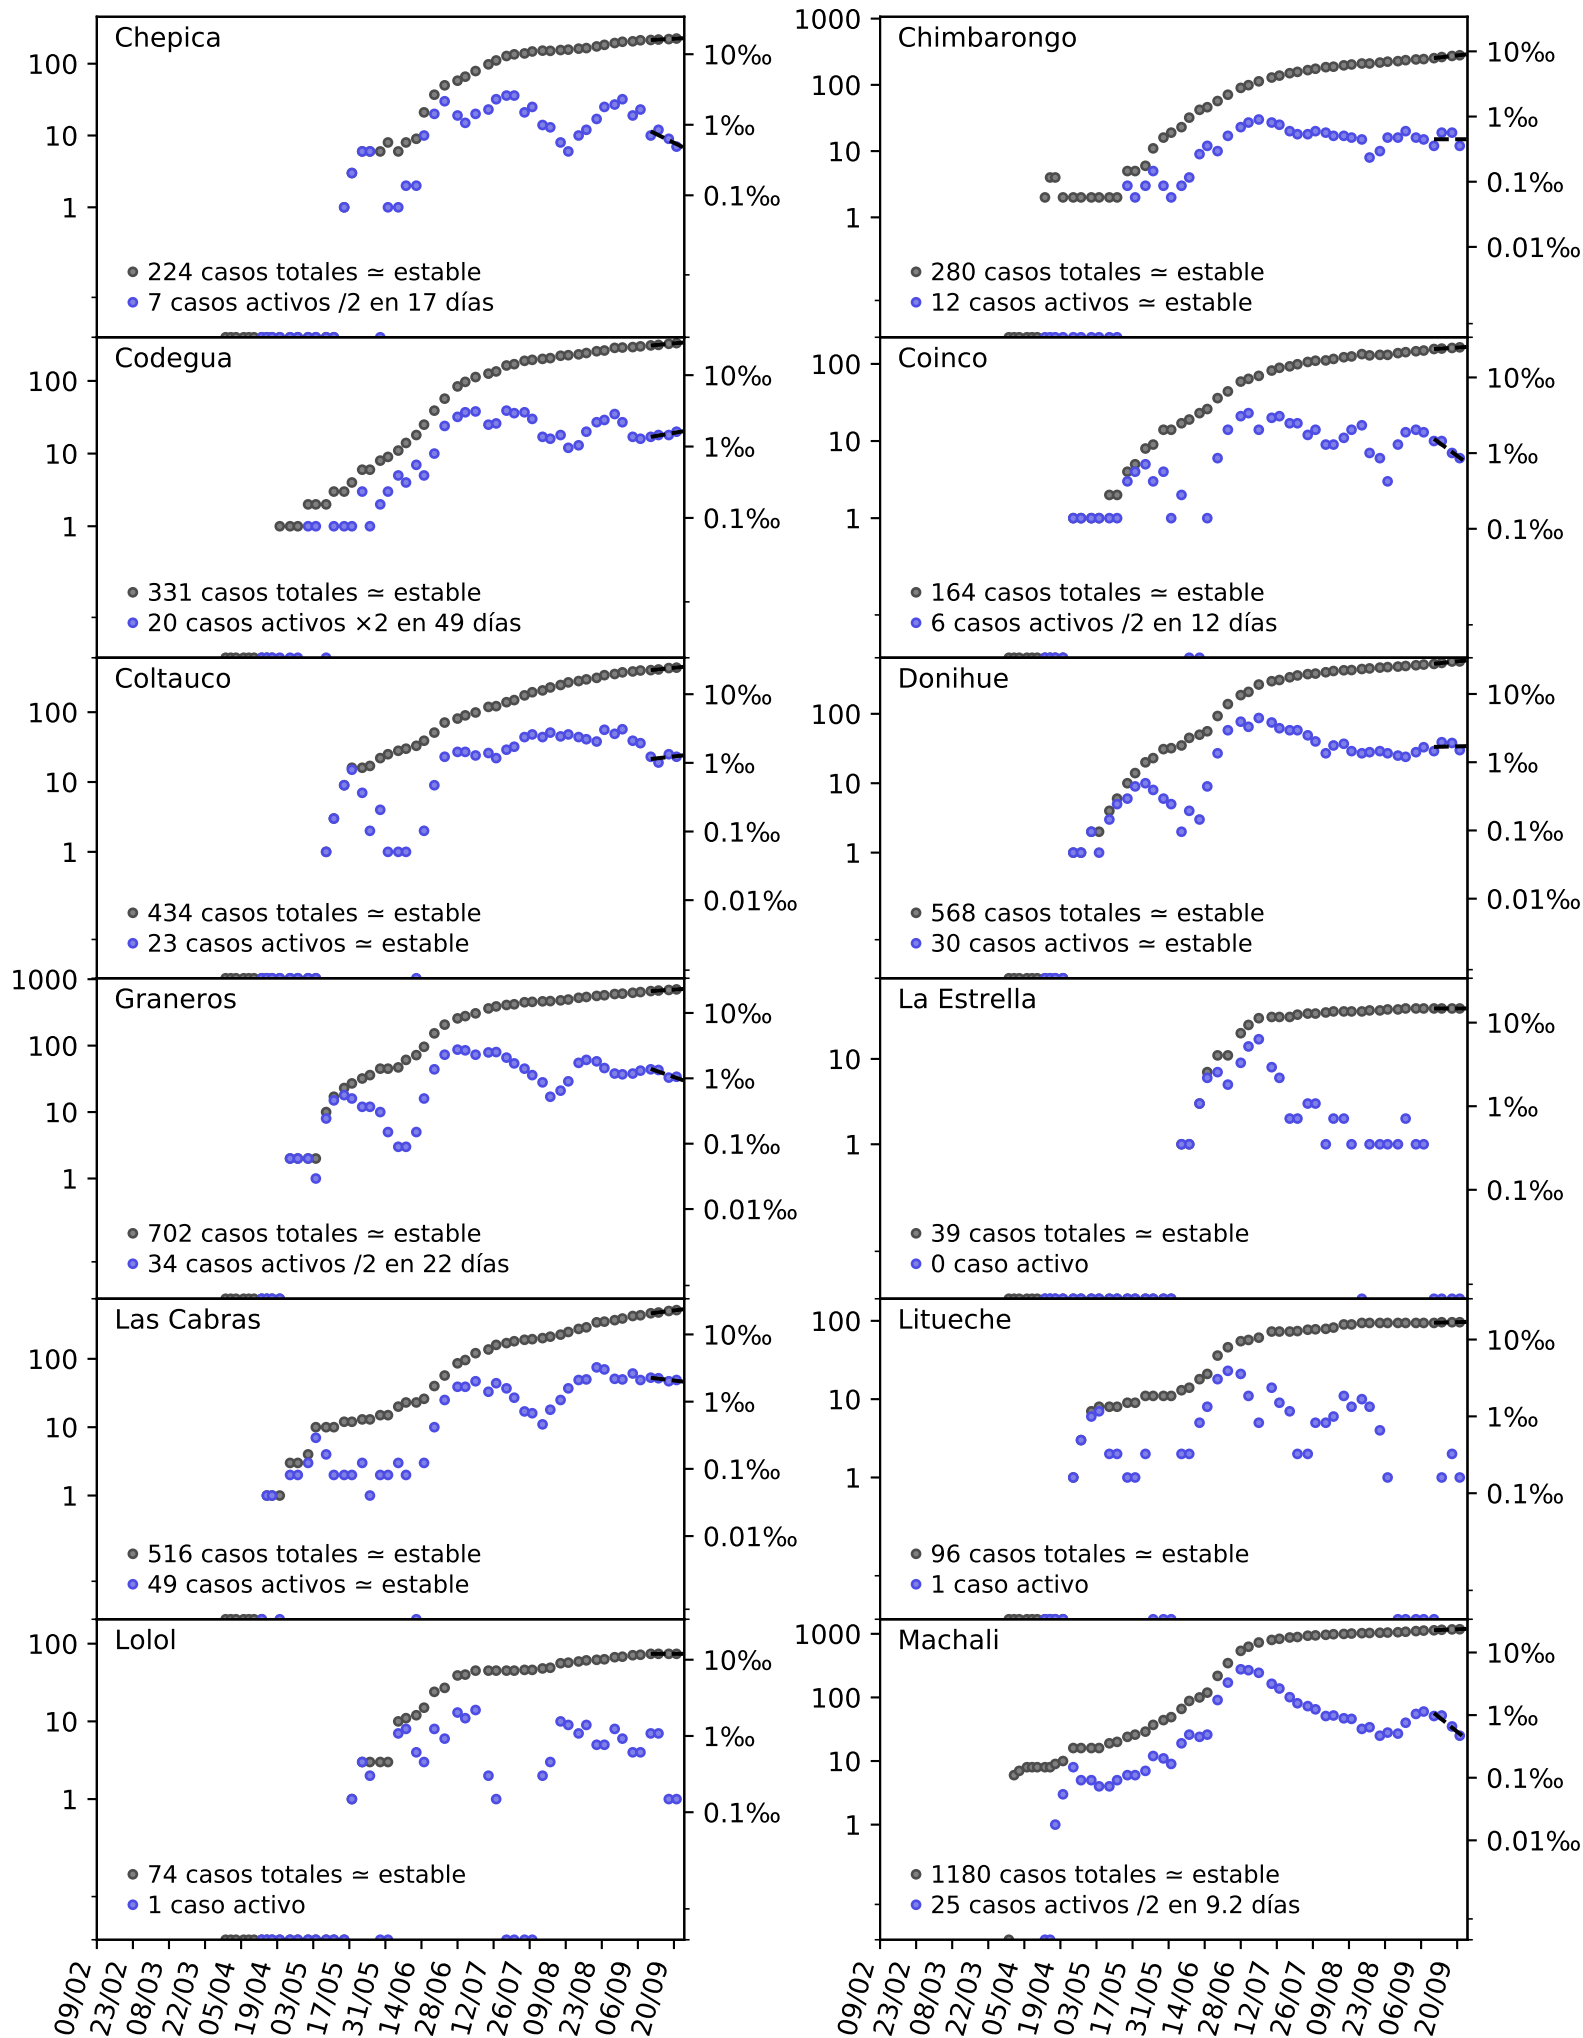 Chepica
100
10
1
10‰
1‰
0.1‰
224 casos totales ≃ estable
7 casos activos /2 en 17 días
Chimbarongo
1000
100
10
1
10‰
1‰
0.1‰
0.01‰
280 casos totales ≃ estable
12 casos activos ≃ estable
Codegua
100
10
1
10‰
1‰
0.1‰
331 casos totales ≃ estable
20 casos activos ×2 en 49 días
Coinco
100
10
1
10‰
1‰
0.1‰
164 casos totales ≃ estable
6 casos activos /2 en 12 días
Coltauco
100
10
1
10‰
1‰
0.1‰
0.01‰
434 casos totales ≃ estable
23 casos activos ≃ estable
Donihue
100
10
1
10‰
1‰
0.1‰
0.01‰
568 casos totales ≃ estable
30 casos activos ≃ estable
Graneros
1000
100
10
1
10‰
1‰
0.1‰
0.01‰
702 casos totales ≃ estable
34 casos activos /2 en 22 días
La Estrella
10
1
10‰
1‰
0.1‰
39 casos totales ≃ estable
0 caso activo
Las Cabras
100
10
1
10‰
1‰
0.1‰
0.01‰
516 casos totales ≃ estable
49 casos activos ≃ estable
Litueche
100
10
1
10‰
1‰
0.1‰
96 casos totales ≃ estable
1 caso activo
Lolol
100
10
1
10‰
1‰
0.1‰
74 casos totales ≃ estable
1 caso activo
Machali
1000
100
10
1
10‰
1‰
0.1‰
0.01‰
1180 casos totales ≃ estable
25 casos activos /2 en 9.2 días
09/02 23/02 08/03 22/03 05/04 19/04 03/05 17/05 31/05 14/06 28/06 12/07 26/07 09/08 23/08 06/09 20/09
09/02 23/02 08/03 22/03 05/04 19/04 03/05 17/05 31/05 14/06 28/06 12/07 26/07 09/08 23/08 06/09 20/09